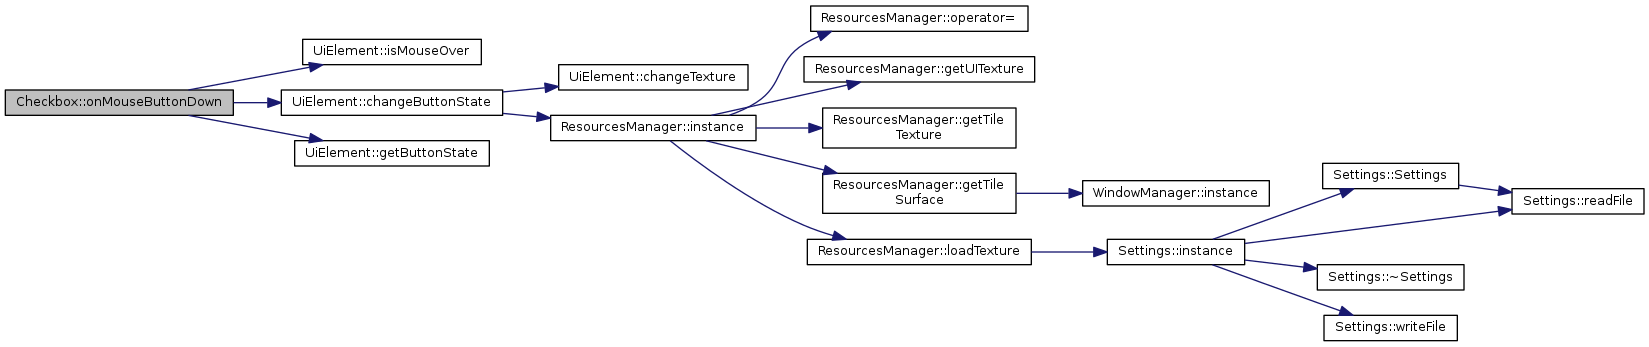 Checkbox::onMouseButtonDown
UiElement::isMouseOver
UiElement::changeButtonState
UiElement::getButtonState
UiElement::changeTexture
ResourcesManager::instance
ResourcesManager::operator=
ResourcesManager::getUITexture
ResourcesManager::getTile
Texture
ResourcesManager::getTile
Surface
ResourcesManager::loadTexture
WindowManager::instance
Settings::instance
Settings::Settings
Settings::readFile
Settings::~Settings
Settings::writeFile